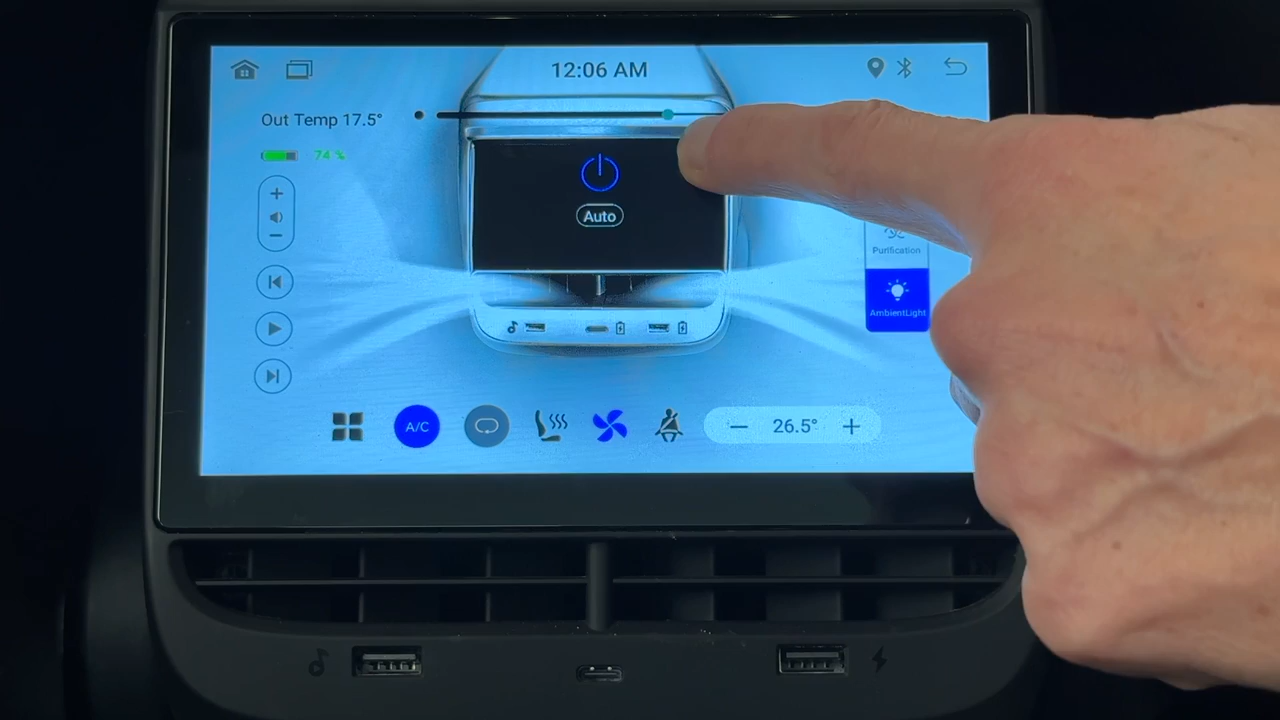 12:06 AM
Out Temp 17.5°
74 %
Auto
Purification
AmbientLight
A/C
26.5°